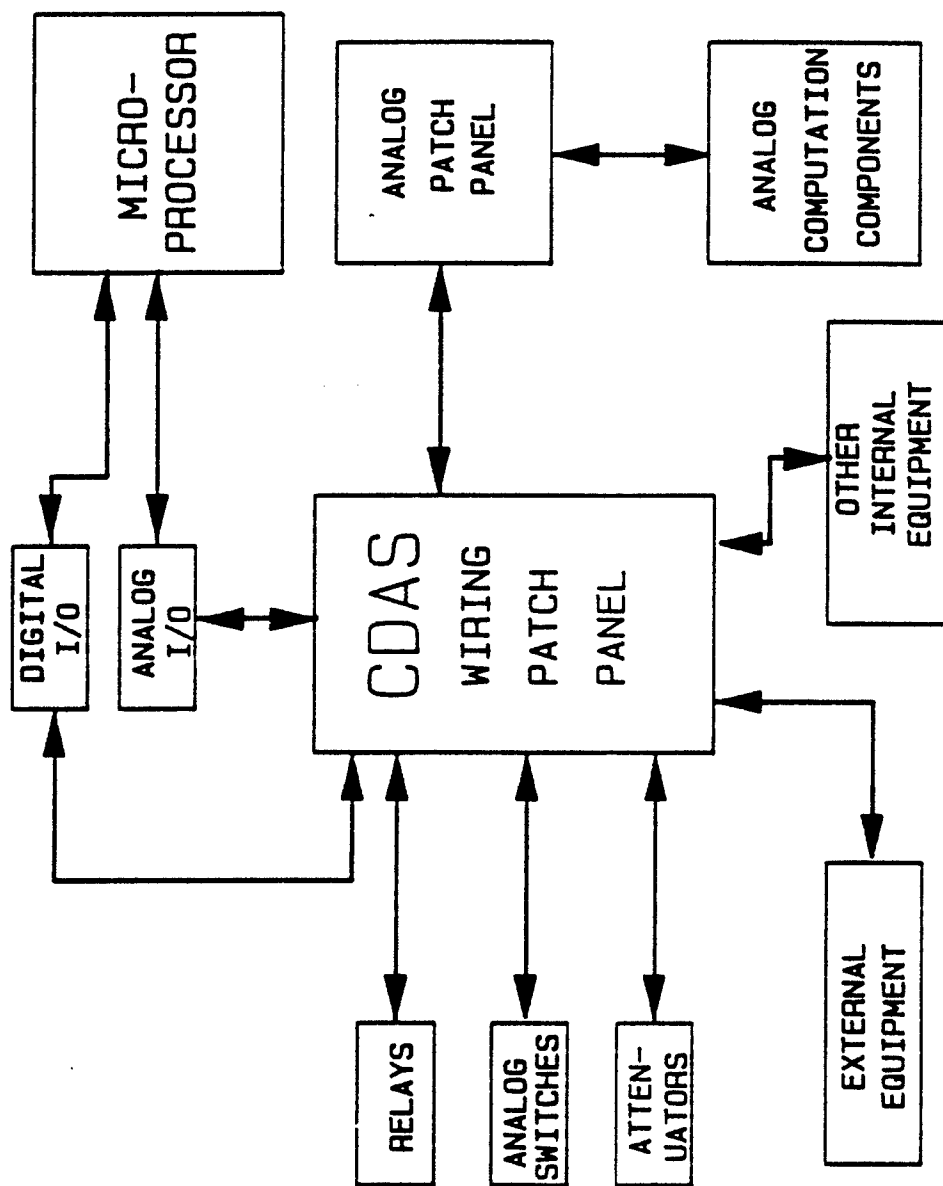 DIGITAL
I/O
ANALOG
I/O
MICRO-
PROCESSOR
RELAYS
ANALOG
SWITCHES
ATTEN-
UATORS
CDAS
WIRING
PATCH
PANEL
ANALOG
PATCH
PANEL
EXTERNAL
EQUIPMENT
OTHER
INTERNAL
EQUIPMENT
ANALOG
COMPUTATION
COMPONENTS